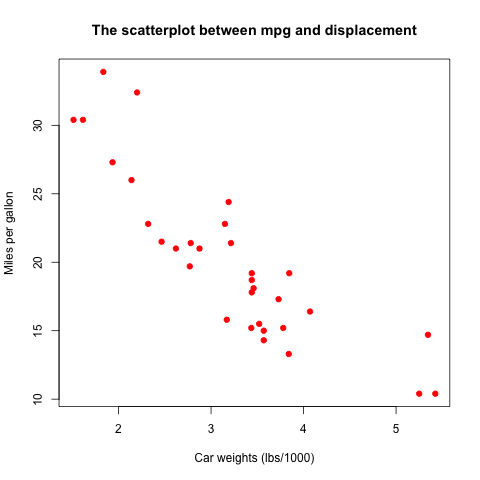 The scatterplot between mpg and displacement
Miles per gallon
30
25
20
15
10
2 3 4 5
Car weights (lbs/1000)